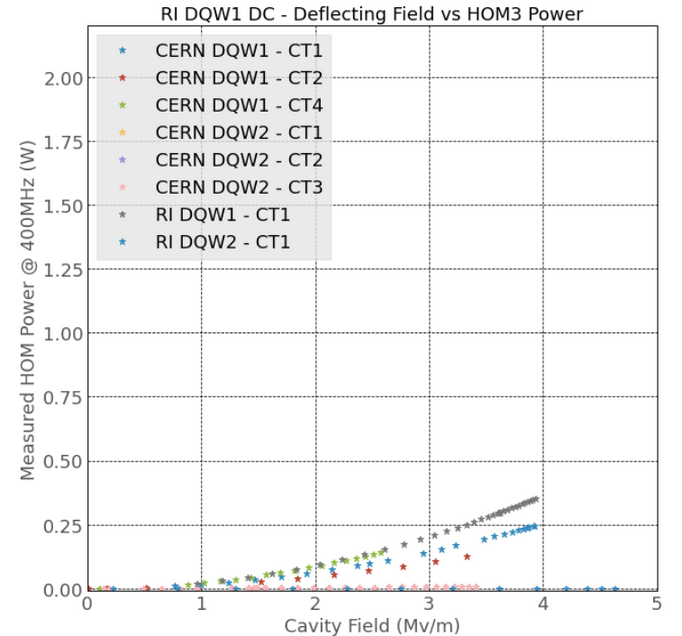 RI DQW1 DC - Deflecting Field vs HOM3 Power
CERN DQW1 - CT1
CERN DQW1 - CT2
CERN DQW1 - CT4
CERN DQW2 - CT1
CERN DQW2 - CT2
CERN DQW2 - CT3
RI DQW1 - CT1
RI DQW2 - CT1
Measured HOM Power @ 400MHz (W)
2.00
1.75
1.50
1.25
1.00
0.75
0.50
0.25
0.00
0 1 2 3 4 5
Cavity Field (Mv/m)